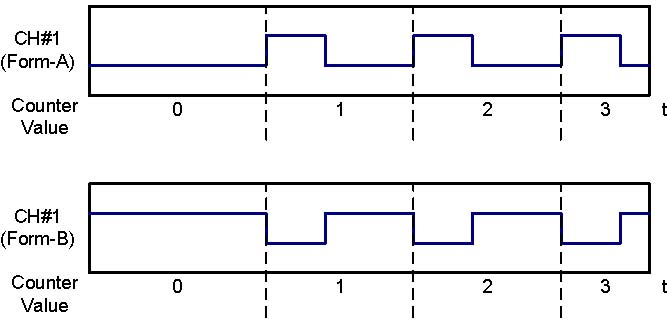 CH#1
(Form-A)
Counter
Value
0 1 2 3 t
CH#1
(Form-B)
Counter
Value
0 1 2 3 t